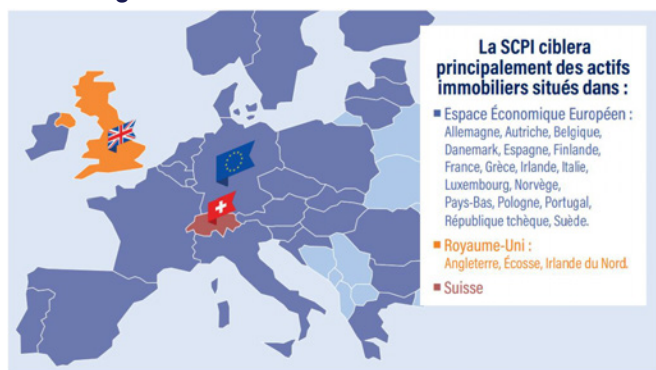 La SCPI ciblera
principalement des actifs
immobiliers situés dans :
Espace Économique Européen :
Allemagne, Autriche, Belgique,
Danemark, Espagne, Finlande,
France, Grèce, Irlande, Italie,
Luxembourg, Norvège,
Pays-Bas, Pologne, Portugal,
République tchèque, Suède.
Royaume-Uni :
Angleterre, Écosse, Irlande du Nord.
Suisse